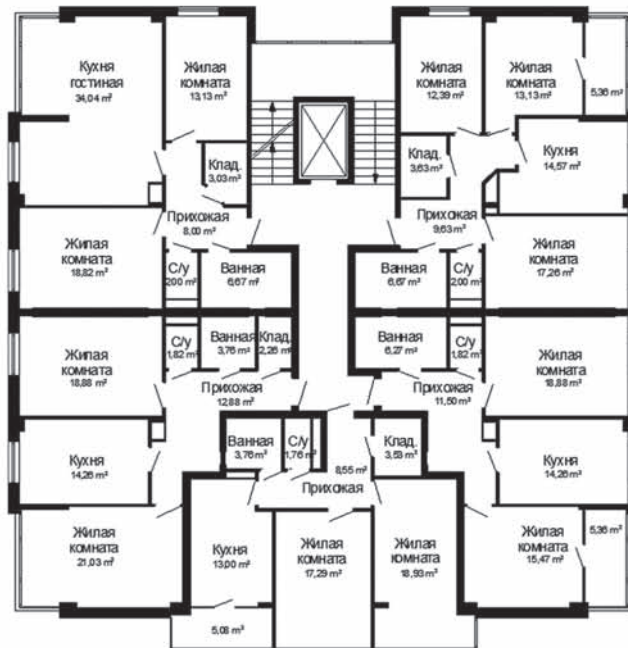 Кухня
гостиная
34,04 m²
Жилая
комната
13,13 m²
Клад.
3,03 m²
Прихожая
8,00 m²
Жилая
комната
18,82 m²
С/у
2,00 m²
Ванная
6,67 m²
Жилая
комната
12,39 m²
Жилая
комната
13,13 m²
5,36 m²
Клад.
3,63 m²
Кухня
14,57 m²
Прихожая
9,63 m²
Ванная
6,67 m²
С/у
2,00 m²
Жилая
комната
17,26 m²
Жилая
комната
18,88 m²
С/у
1,82 m²
Ванная
3,76 m²
Клад.
2,26 m²
Прихожая
12,88 m²
Кухня
14,26 m²
Жилая
комната
21,03 m²
Ванная
6,27 m²
С/у
1,82 m²
Жилая
комната
18,88 m²
Прихожая
11,50 m²
Кухня
14,26 m²
Жилая
комната
15,47 m²
5,36 m²
Ванная
3,76 m²
С/у
1,76 m²
Клад.
3,53 m²
8,55 m²
Прихожая
Кухня
13,00 m²
Жилая
комната
17,29 m²
Жилая
комната
18,93 m²
5,08 m²